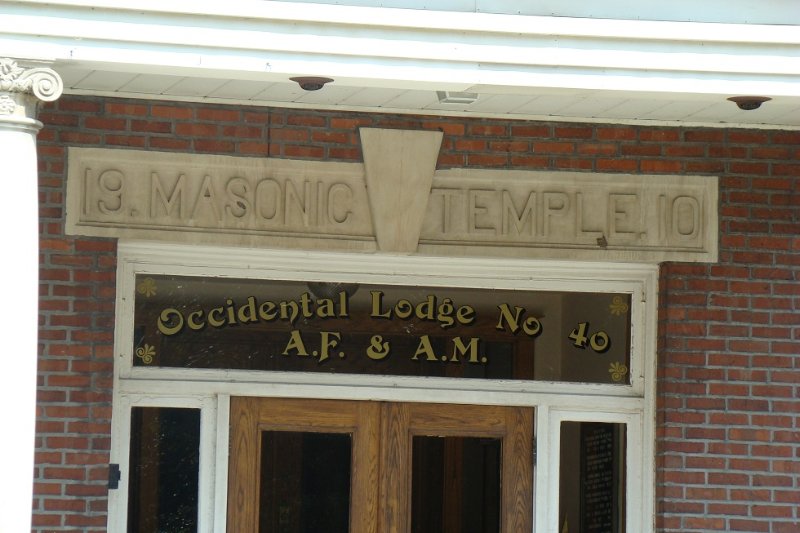 19. MASONIC TEMPLE. 10
Occidental Lodge No 40
A.F. & A.M.